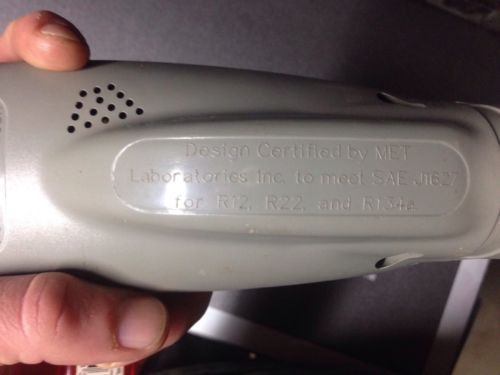 Design Certified by MET
Laboratories Inc. to meet SAE J1627
for R12, R22, and R134a